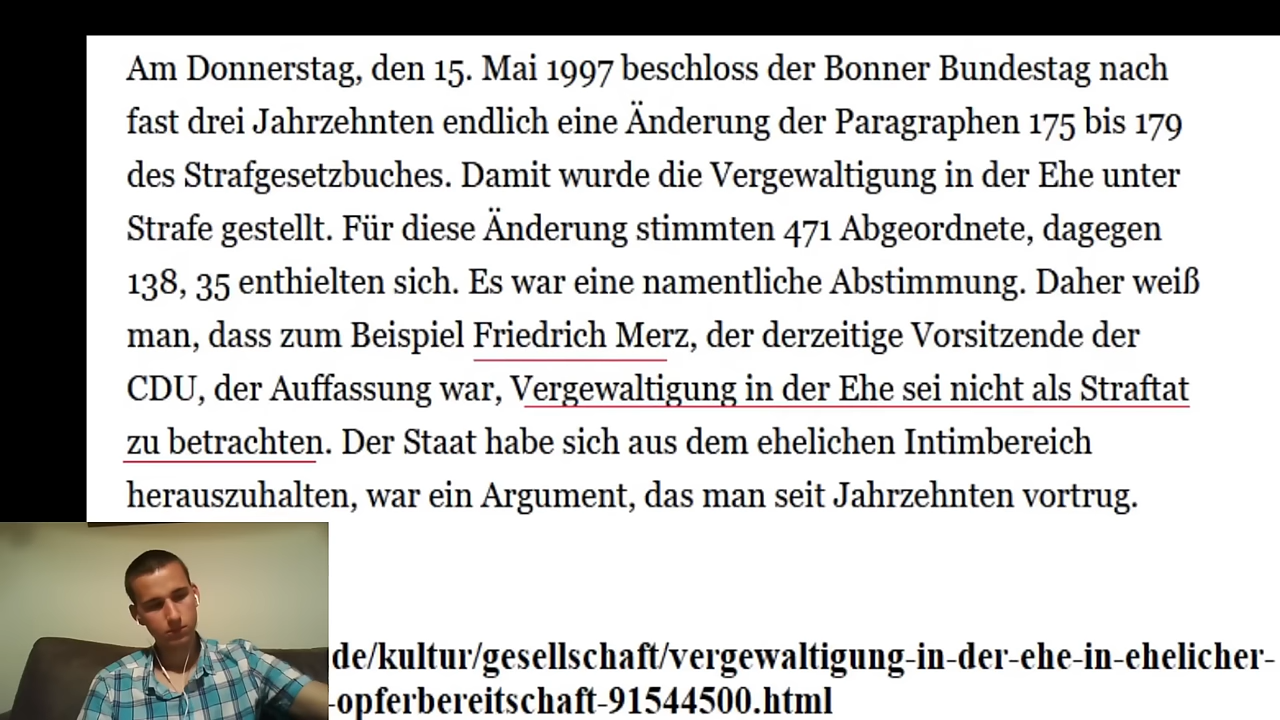 Am Donnerstag, den 15. Mai 1997 beschloss der Bonner Bundestag nach
fast drei Jahrzehnten endlich eine Änderung der Paragraphen 175 bis 179
des Strafgesetzbuches. Damit wurde die Vergewaltigung in der Ehe unter
Strafe gestellt. Für diese Änderung stimmten 471 Abgeordnete, dagegen
138, 35 enthielten sich. Es war eine namentliche Abstimmung. Daher weiß
man, dass zum Beispiel Friedrich Merz, der derzeitige Vorsitzende der
CDU, der Auffassung war, Vergewaltigung in der Ehe sei nicht als Straftat
zu betrachten. Der Staat habe sich aus dem ehelichen Intimbereich
herauszuhalten, war ein Argument, das man seit Jahrzehnten vortrug.
de/kultur/gesellschaft/vergewaltigung-in-der-ehe-in-ehelicher-
-opferbereitschaft-91544500.html